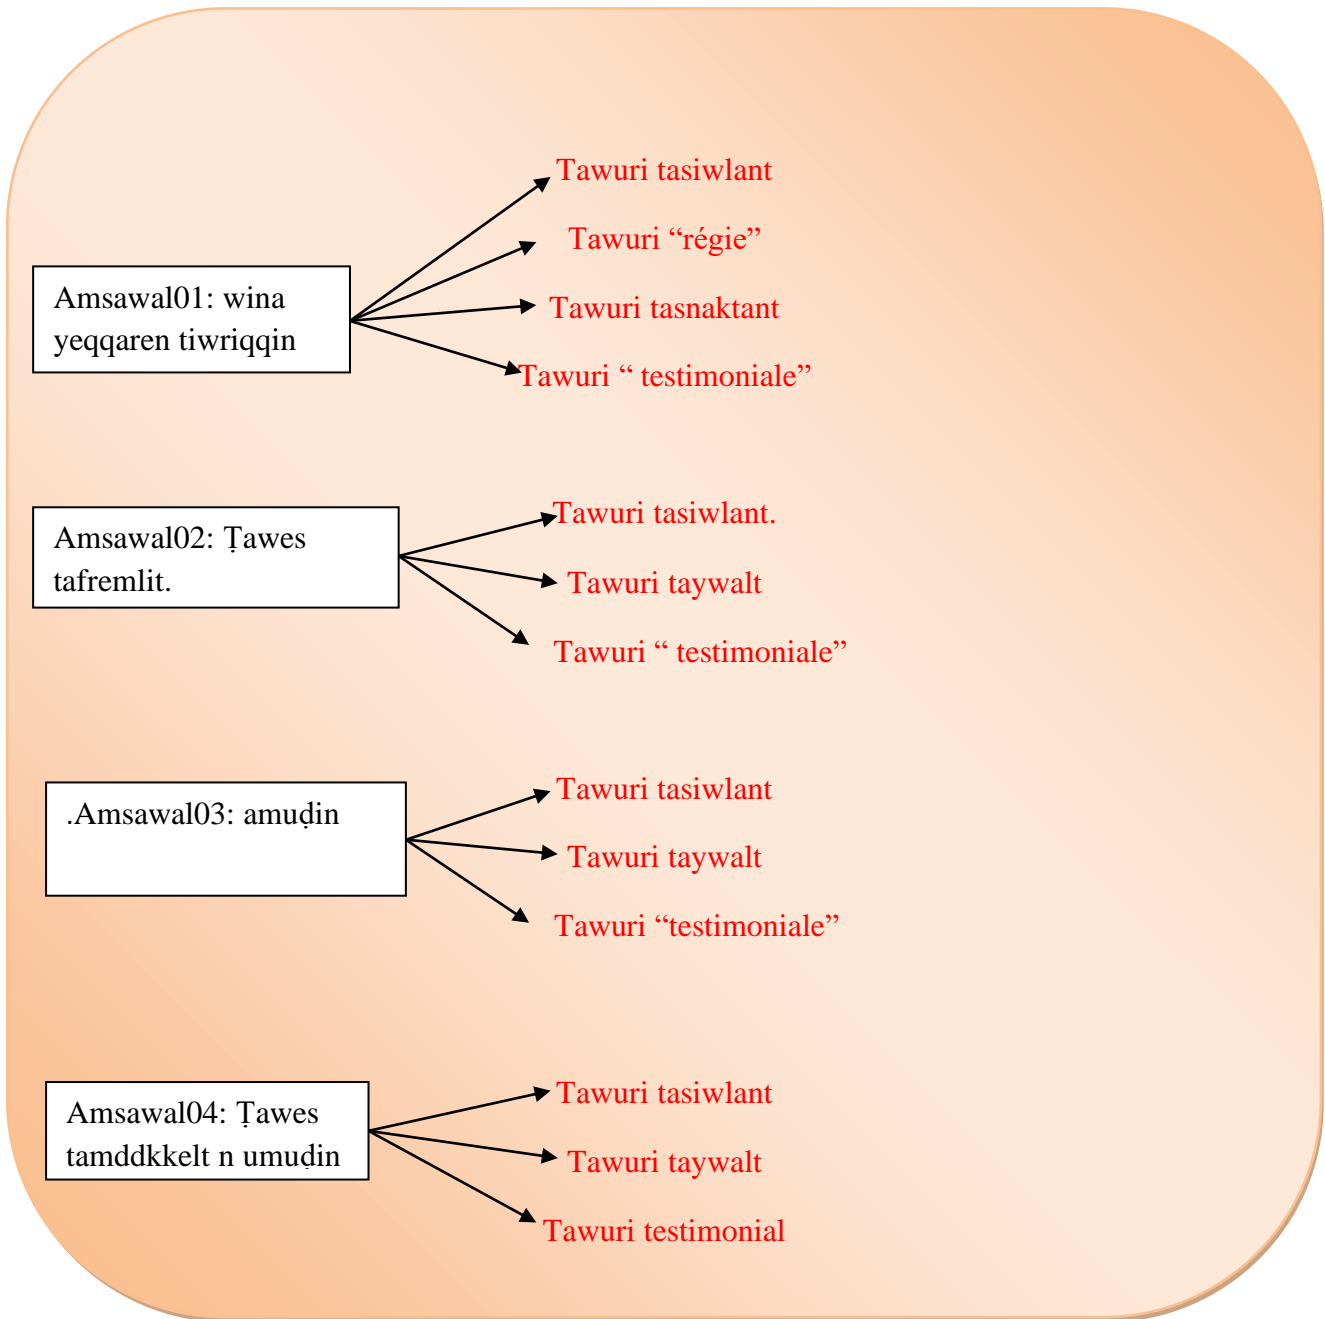 Tawuri tasiwlant
Tawuri “régie”
Amsawal01: wina
yeqqaren tiwriqqin
Tawuri tasnaktant
Tawuri “ testimoniale”
Amsawal02: Ṭawes
tafremlit.
Tawuri tasiwlant.
Tawuri taywalt
Tawuri “ testimoniale”
.Amsawal03: amuḍin
Tawuri tasiwlant
Tawuri taywalt
Tawuri “testimoniale”
Amsawal04: Ṭawes
tamddkkelt n umuḍin
Tawuri tasiwlant
Tawuri taywalt
Tawuri testimonial